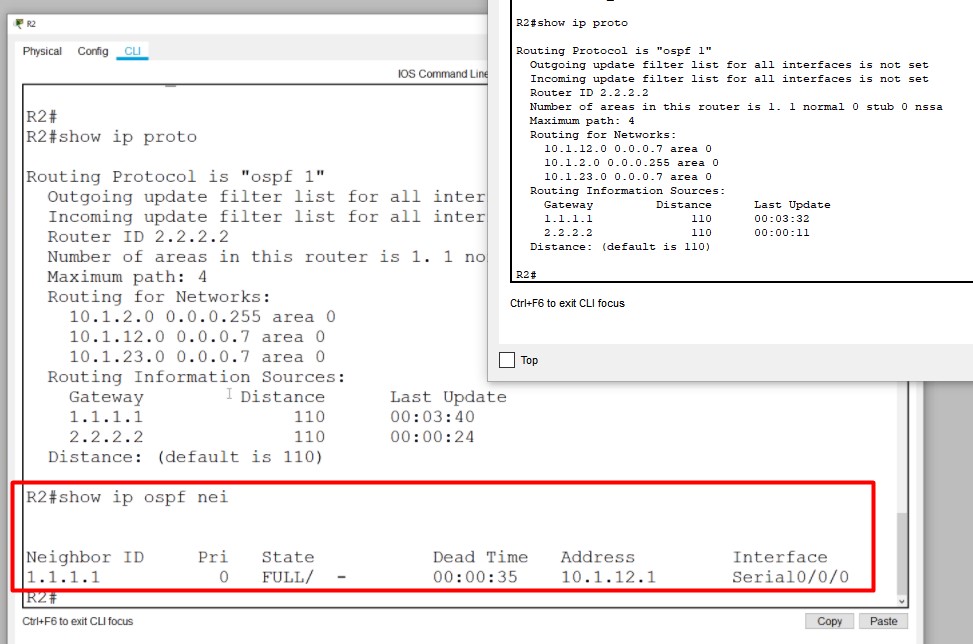 R2
Physical Config CLI
IOS Command Line
R2#
R2#show ip proto
Routing Protocol is "ospf 1"
Outgoing update filter list for all inter
Incoming update filter list for all inter
Router ID 2.2.2.2
Number of areas in this router is 1. 1 no
Maximum path: 4
Routing for Networks:
10.1.2.0 0.0.0.255 area 0
10.1.12.0 0.0.0.7 area 0
10.1.23.0 0.0.0.7 area 0
Routing Information Sources:
Gateway Distance Last Update
1.1.1.1 110 00:03:40
2.2.2.2 110 00:00:24
Distance: (default is 110)
R2#show ip ospf nei
Neighbor ID Pri State Dead Time Address Interface
1.1.1.1 0 FULL/ - 00:00:35 10.1.12.1 Serial0/0/0
R2#
Ctrl+F6 to exit CLI focus
Copy Paste
R2#show ip proto
Routing Protocol is "ospf 1"
Outgoing update filter list for all interfaces is not set
Incoming update filter list for all interfaces is not set
Router ID 2.2.2.2
Number of areas in this router is 1. 1 normal 0 stub 0 nssa
Maximum path: 4
Routing for Networks:
10.1.12.0 0.0.0.7 area 0
10.1.2.0 0.0.0.255 area 0
10.1.23.0 0.0.0.7 area 0
Routing Information Sources:
Gateway Distance Last Update
1.1.1.1 110 00:03:32
2.2.2.2 110 00:00:11
Distance: (default is 110)
R2#
Ctrl+F6 to exit CLI focus
Top